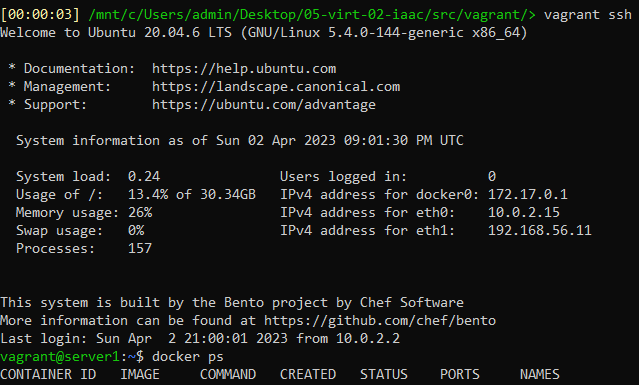 [00:00:03] /mnt/c/Users/admin/Desktop/05-virt-02-iaac/src/vagrant/> vagrant ssh
Welcome to Ubuntu 20.04.6 LTS (GNU/Linux 5.4.0-144-generic x86_64)
* Documentation: https://help.ubuntu.com
* Management: https://landscape.canonical.com
* Support: https://ubuntu.com/advantage
System information as of Sun 02 Apr 2023 09:01:30 PM UTC
System load: 0.24 Users logged in: 0
Usage of /: 13.4% of 30.34GB IPv4 address for docker0: 172.17.0.1
Memory usage: 26% IPv4 address for eth0: 10.0.2.15
Swap usage: 0% IPv4 address for eth1: 192.168.56.11
Processes: 157
This system is built by the Bento project by Chef Software
More information can be found at https://github.com/chef/bento
Last login: Sun Apr  2 21:00:01 2023 from 10.0.2.2
vagrant@server1:~$ docker ps
CONTAINER ID IMAGE COMMAND CREATED STATUS PORTS NAMES